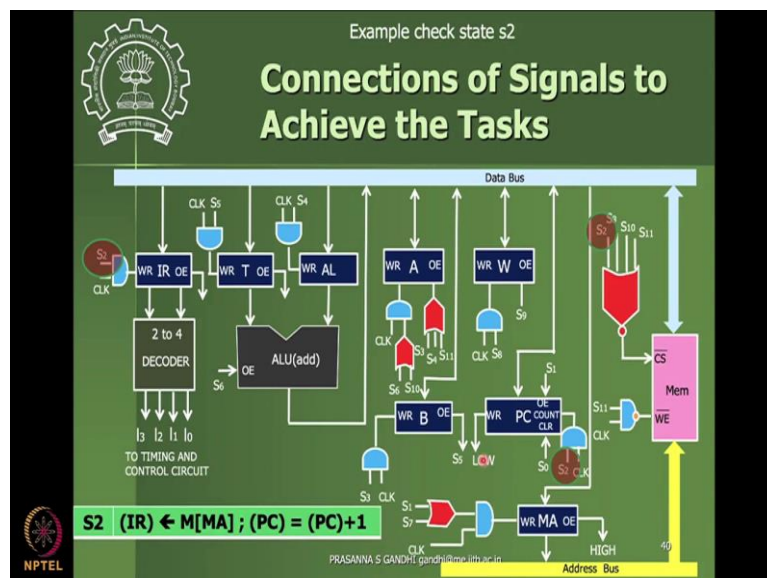 Example check state s2
Connections of Signals to
Achieve the Tasks
Data Bus
CLK S5
CLK S4
S2
S10
S11
S2
CLK
WR IR OE
WR T OE
WR AL
WR A OE
WR W OE
2 to 4
DECODER
ALU(add)
S6
OE
CLK
S3
S4 S11
S6 S10
CLK
S8
S9
S1
CS
Mem
WR B OE
WR PC OE
COUNT
CLR
S11
CLK
WE
I3 I2 I1 I0
TO TIMING AND
CONTROL CIRCUIT
S5
LOW
S0
S2 CLK
S3 CLK
S1
S7
CLK
WR MA OE
HIGH
S2 (IR) ← M[MA] ; (PC) = (PC)+1
40
PRASANNA S GANDHI gandhi@me.iitb.ac.in
Address Bus
NPTEL